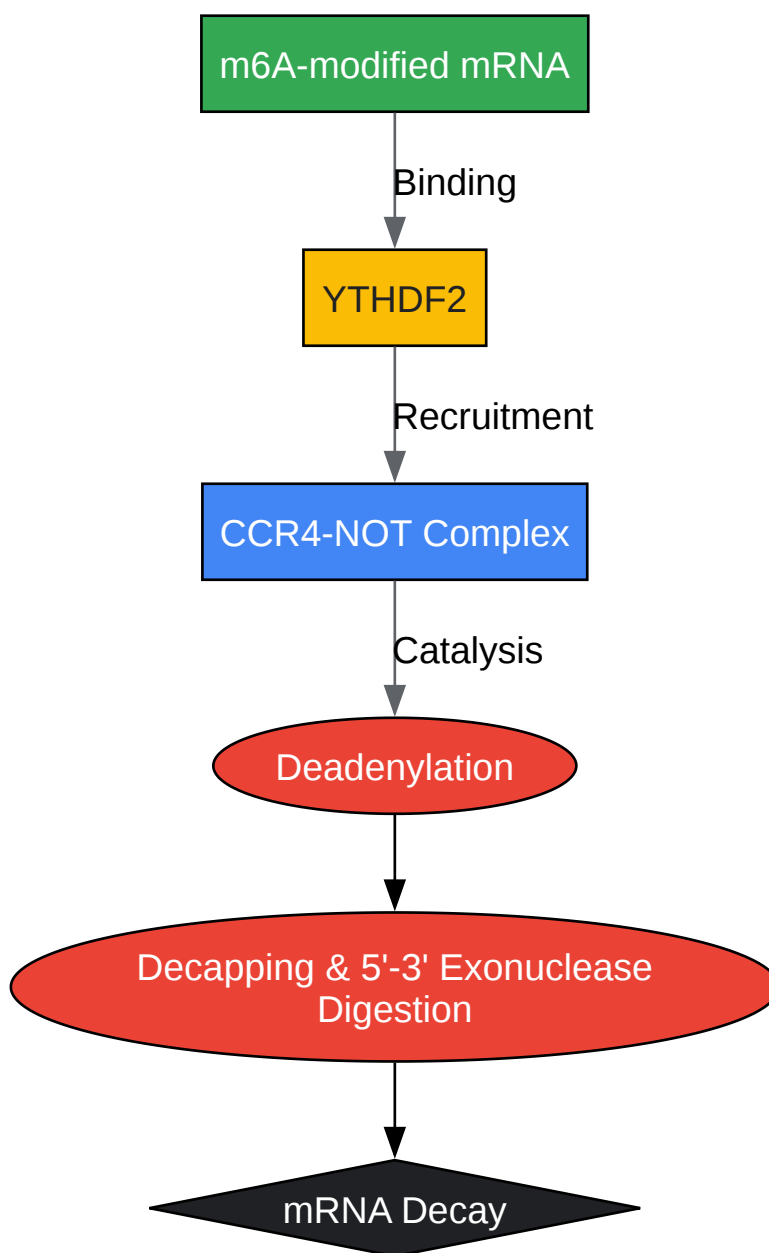 m6A-modified mRNA
Binding
YTHDF2
Recruitment
CCR4-NOT Complex
Catalysis
Deadenylation
Decapping & 5'-3' Exonuclease
Digestion
mRNA Decay